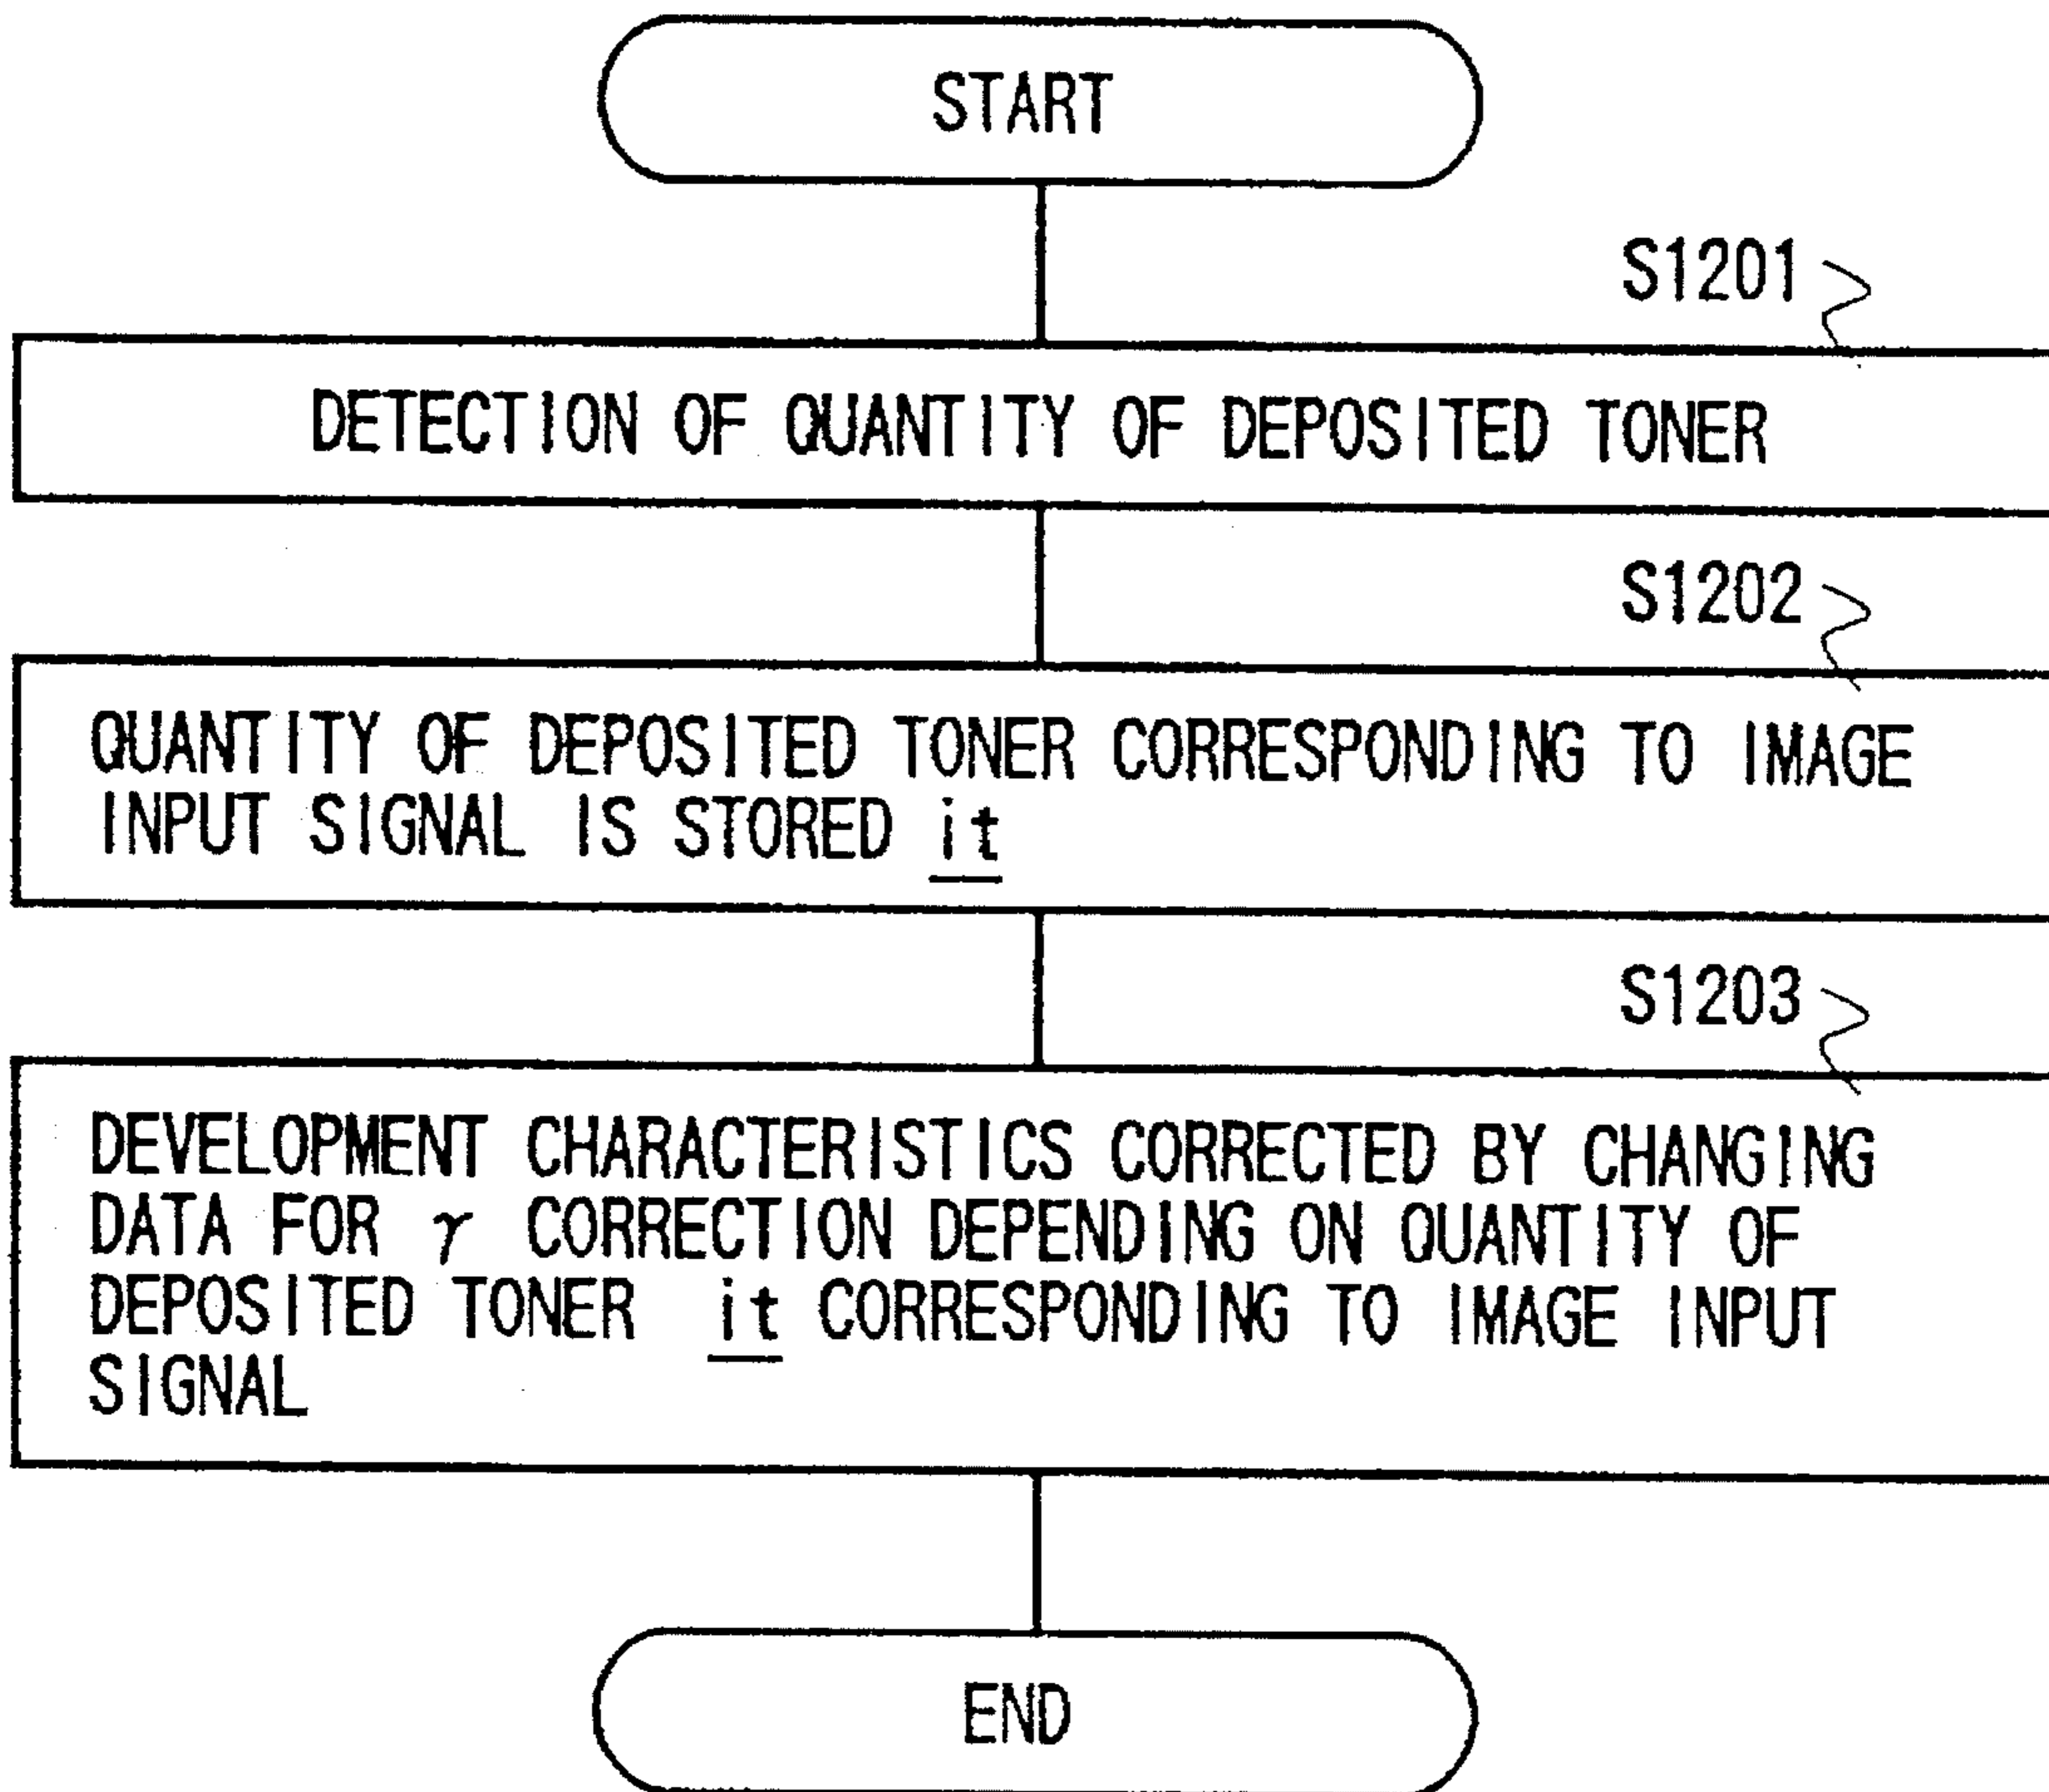 START
S1201
DETECTION OF QUANTITY OF DEPOSITED TONER
S1202
QUANTITY OF DEPOSITED TONER CORRESPONDING TO IMAGE
INPUT SIGNAL IS STORED it
S1203
DEVELOPMENT CHARACTERISTICS CORRECTED BY CHANGING
DATA FOR γ CORRECTION DEPENDING ON QUANTITY OF
DEPOSITED TONER it CORRESPONDING TO IMAGE INPUT
SIGNAL
END